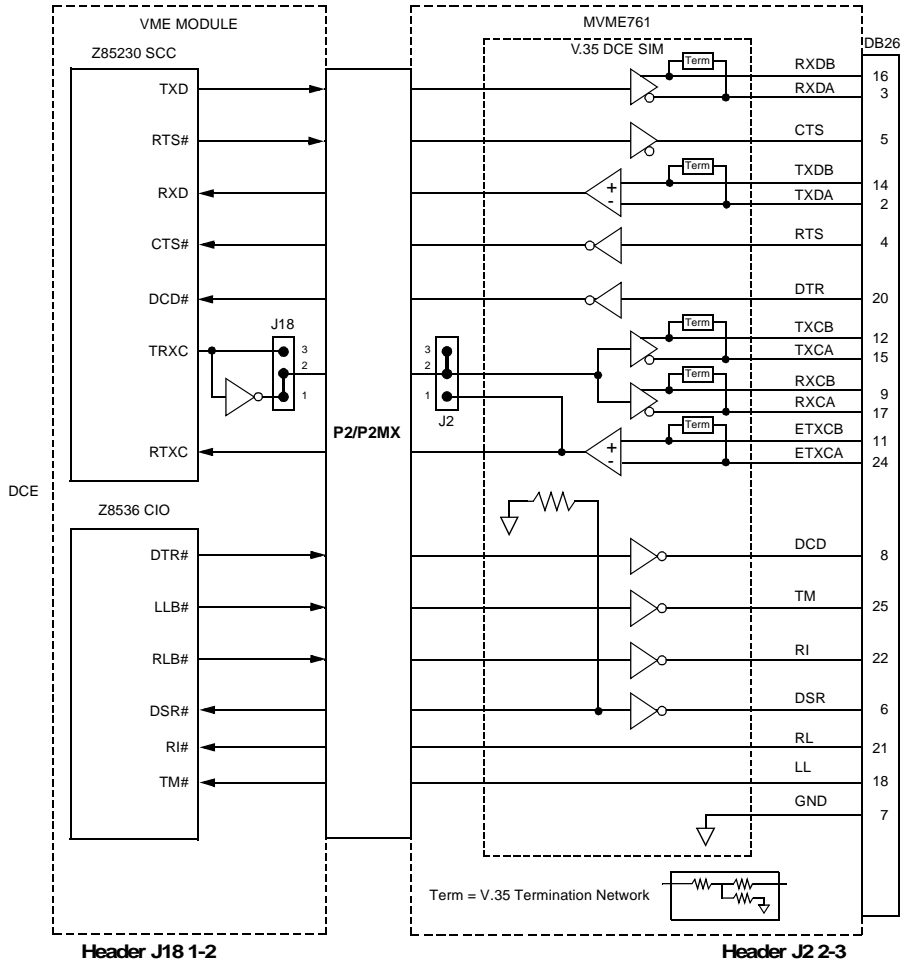 VME MODULE
MVME761
Z85230 SCC
V.35 DCE SIM
DB26
TXD
Term
RXDB
16
RXDA
3
RTS#
CTS
5
Term
TXDB
14
RXD
+
-
TXDA
2
CTS#
RTS
4
DCD#
DTR
20
J18
Term
TXCB
12
TRXC
3
3
TXCA
15
2
2
Term
RXCB
9
1
1
RXCA
17
J2
P2/P2MX
Term
ETXCB
11
RTXC
+
-
ETXCA
24
DCE
Z8536 CIO
DTR#
DCD
8
LLB#
TM
25
RLB#
RI
22
DSR#
DSR
6
RI#
RL
21
TM#
LL
18
GND
7
Term = V.35 Termination Network
Header J18 1-2
Header J2 2-3